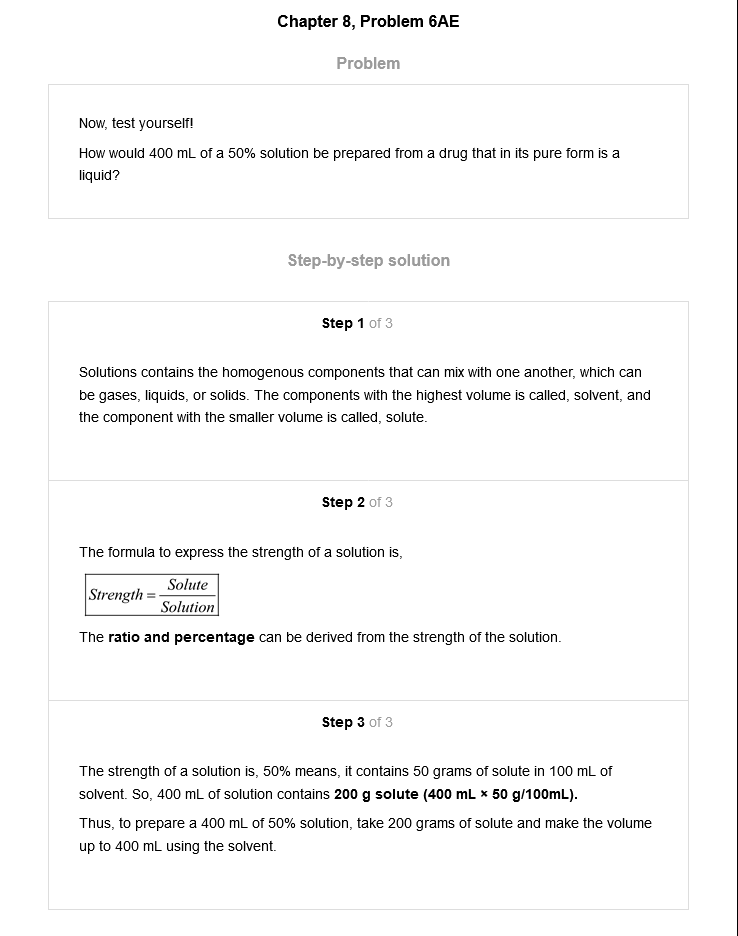 Chapter 8, Problem 6AE
Problem
Now, test yourself!
How would 400 mL of a 50% solution be prepared from a drug that in its pure form is a
liquid?
Step-by-step solution
Step 1 of 3
Solutions contains the homogenous components that can mix with one another, which can
be gases, liquids, or solids. The components with the highest volume is called, solvent, and
the component with the smaller volume is called, solute.
Step 2 of 3
The formula to express the strength of a solution is,
Strength = Solute / Solution
The ratio and percentage can be derived from the strength of the solution.
Step 3 of 3
The strength of a solution is, 50% means, it contains 50 grams of solute in 100 mL of
solvent. So, 400 mL of solution contains 200 g solute (400 mL × 50 g/100mL).
Thus, to prepare a 400 mL of 50% solution, take 200 grams of solute and make the volume
up to 400 mL using the solvent.